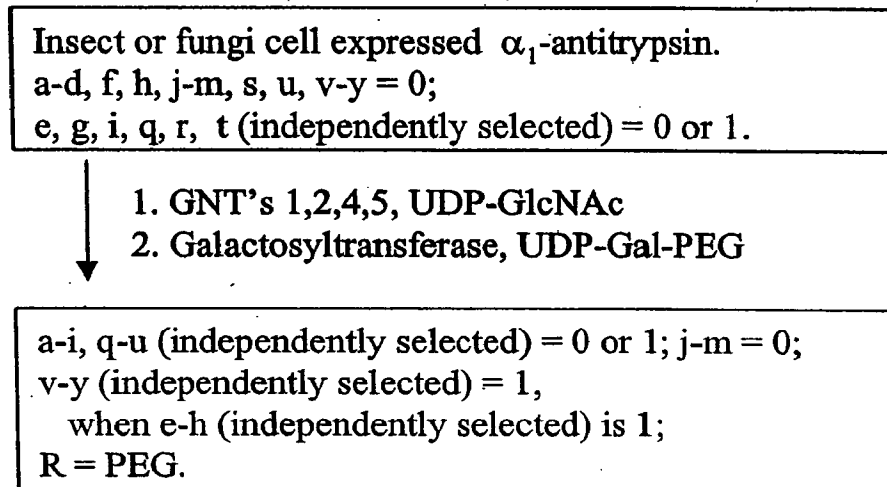 Insect or fungi cell expressed α₁-antitrypsin.
a-d, f, h, j-m, s, u, v-y = 0;
e, g, i, q, r, t (independently selected) = 0 or 1.
1. GNT's 1,2,4,5, UDP-GlcNAc
2. Galactosyltransferase, UDP-Gal-PEG
a-i, q-u (independently selected) = 0 or 1; j-m = 0;
v-y (independently selected) = 1,
when e-h (independently selected) is 1;
R = PEG.